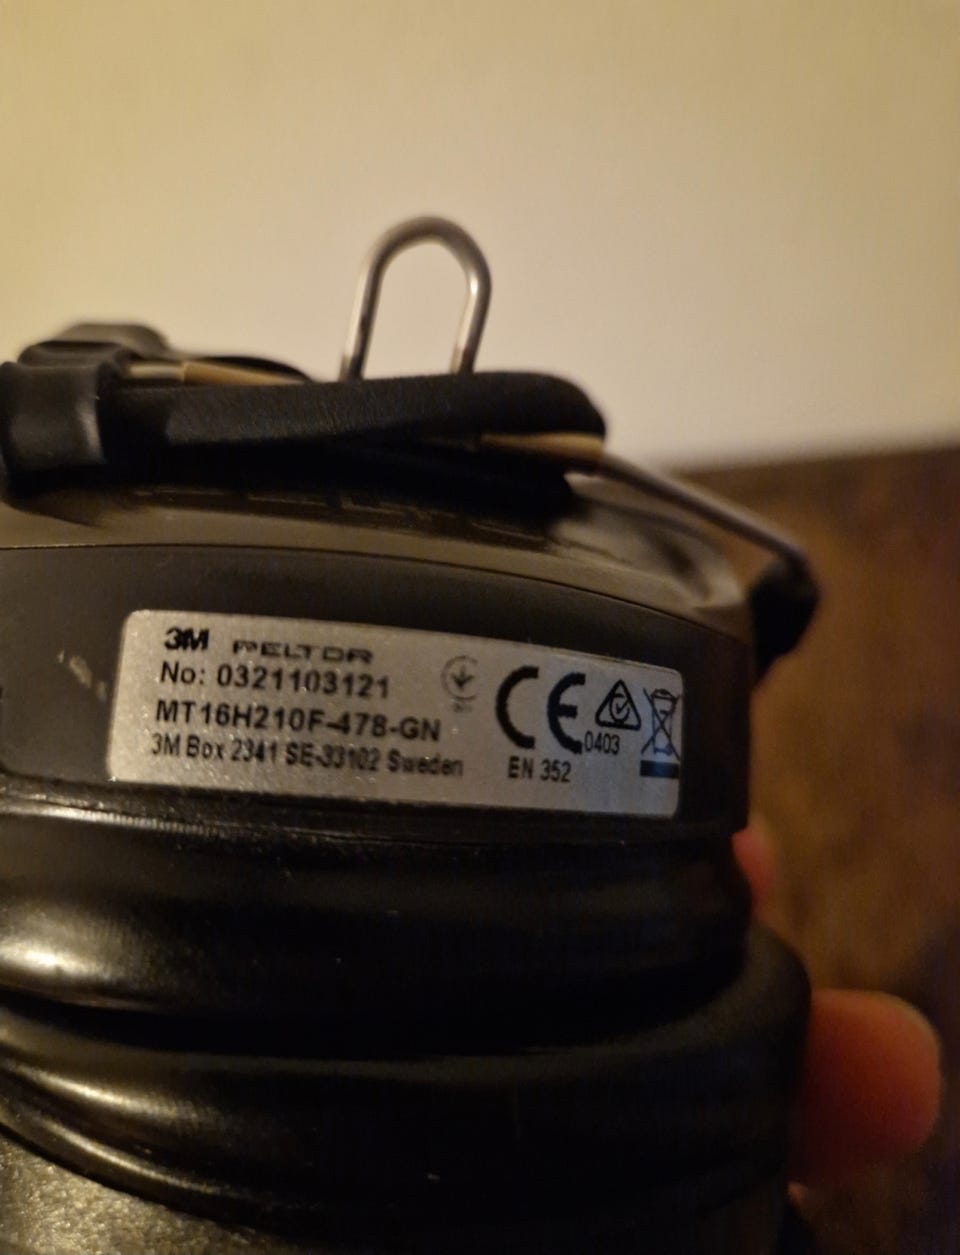 3M PELTOR
No: 0321103121
MT16H210F-478-GN
3M Box 2341 SE-33102 Sweden
CE 0403
EN 352